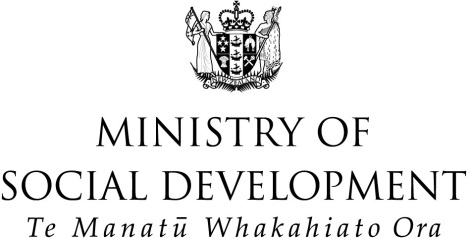 MINISTRY OF
SOCIAL DEVELOPMENT
Te Manatū Whakahiato Ora